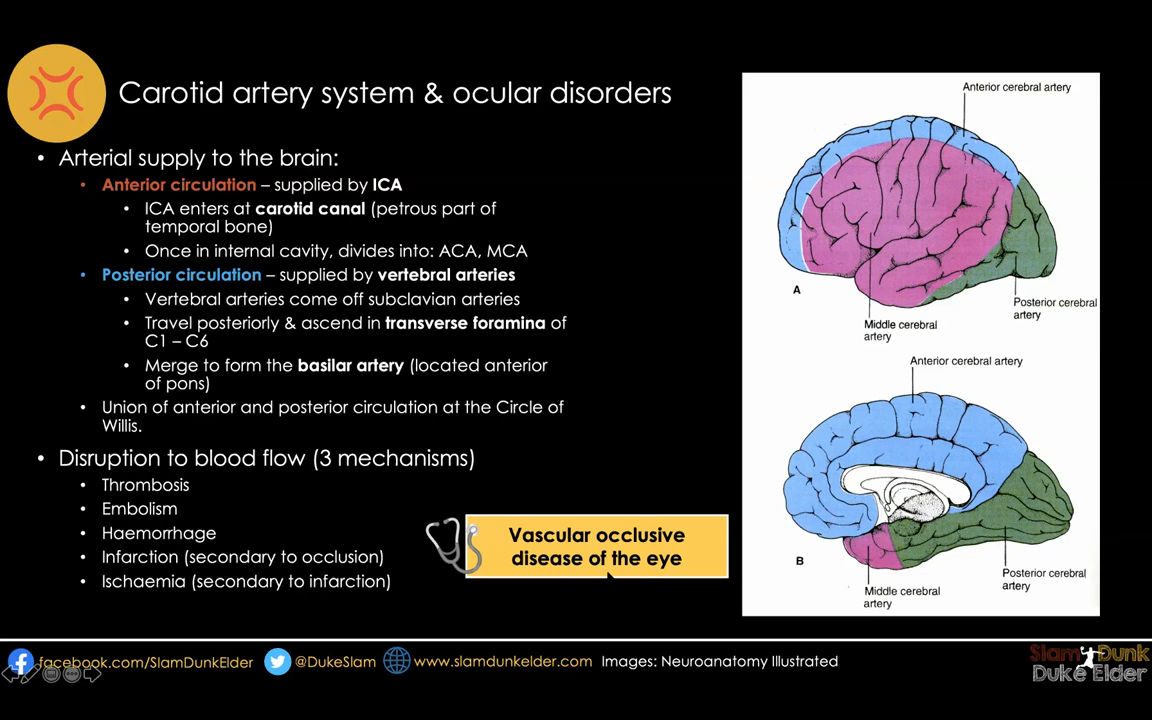 Carotid artery system & ocular disorders
• Arterial supply to the brain:
• Anterior circulation – supplied by ICA
• ICA enters at carotid canal (petrous part of
temporal bone)
• Once in internal cavity, divides into: ACA, MCA
• Posterior circulation – supplied by vertebral arteries
• Vertebral arteries come off subclavian arteries
• Travel posteriorly & ascend in transverse foramina of
C1 – C6
• Merge to form the basilar artery (located anterior
of pons)
• Union of anterior and posterior circulation at the Circle of
Willis.
• Disruption to blood flow (3 mechanisms)
• Thrombosis
• Embolism
• Haemorrhage
• Infarction (secondary to occlusion)
• Ischaemia (secondary to infarction)
Vascular occlusive
disease of the eye
Anterior cerebral artery
A
Posterior cerebral
artery
Middle cerebral
artery
Anterior cerebral artery
B
Posterior cerebral
artery
Middle cerebral
artery
facebook.com/SlamDunkElder
@DukeSlam
www.slamdunkelder.com
Images: Neuroanatomy Illustrated
Slam Dunk
Duke Elder